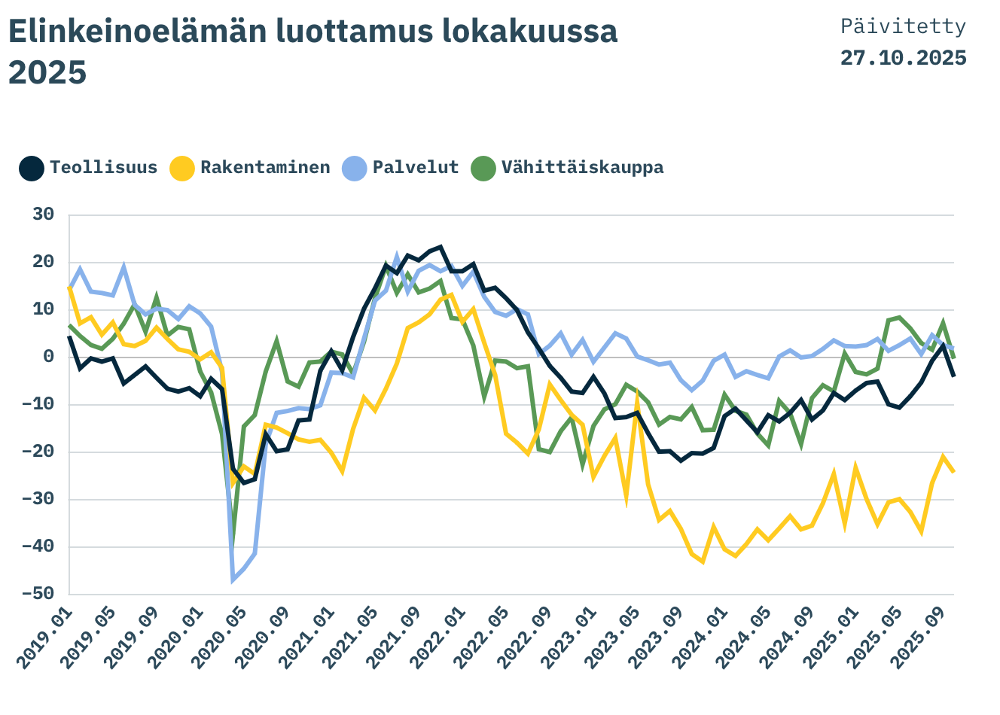 Elinkeinoelämän luottamus lokakuussa
2025
Päivitetty
27.10.2025
Teollisuus Rakentaminen Palvelut Vähittäiskauppa
30
20
10
0
−10
−20
−30
−40
−50
2019.01 2019.05 2019.09 2020.01 2020.05 2020.09 2021.01 2021.05 2021.09 2022.01 2022.05 2022.09 2023.01 2023.05 2023.09 2024.01 2024.05 2024.09 2025.01 2025.05 2025.09